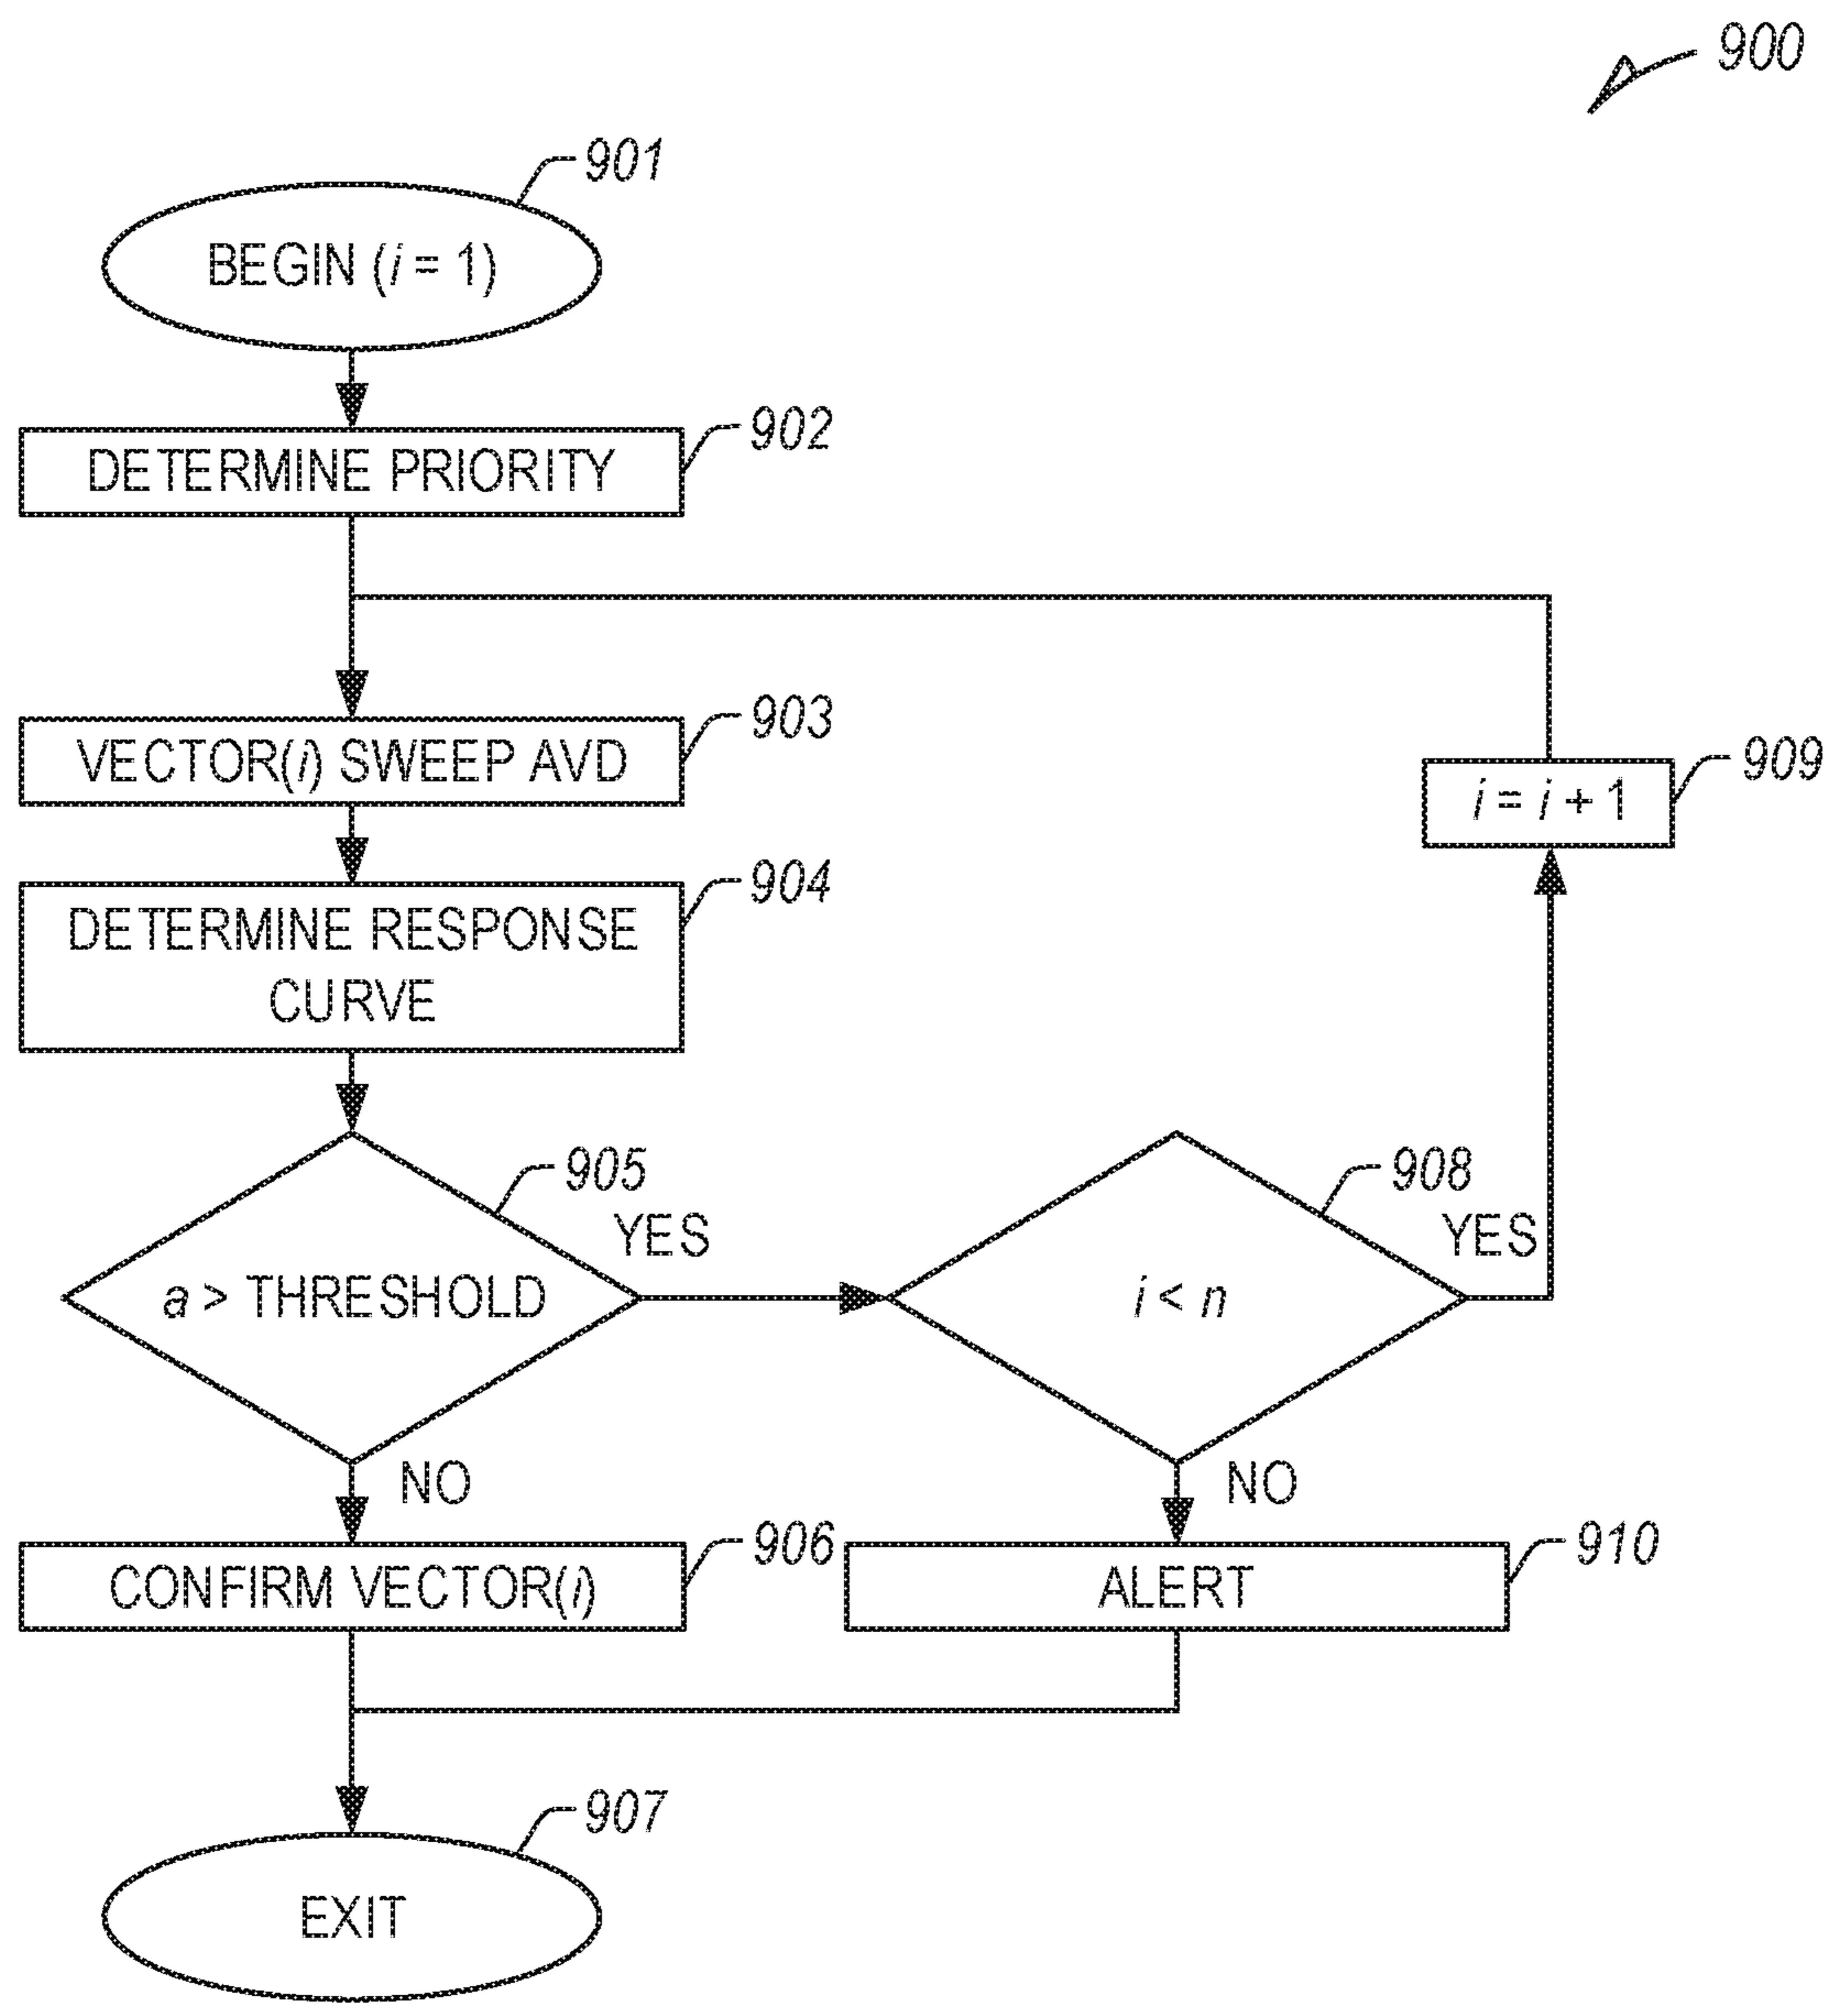 900
901
BEGIN (i = 1)
902
DETERMINE PRIORITY
903
VECTOR(i) SWEEP AVD
909
i = i + 1
904
DETERMINE RESPONSE
CURVE
905
YES
a > THRESHOLD
908
YES
i < n
NO
NO
906
CONFIRM VECTOR(i)
910
ALERT
907
EXIT